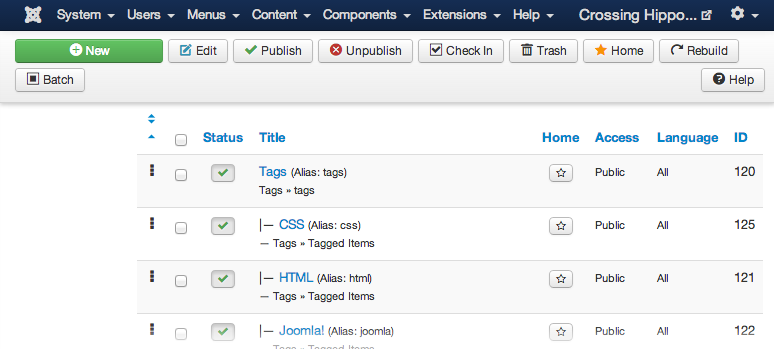 System Users Menus Content Components Extensions Help Crossing Hippo...
New Edit Publish Unpublish Check In Trash Home Rebuild
Batch Help
Status Title Home Access Language ID
Tags (Alias: tags) Public All 120
Tags » tags
|— CSS (Alias: css) Public All 125
— Tags » Tagged Items
|— HTML (Alias: html) Public All 121
— Tags » Tagged Items
|— Joomla! (Alias: joomla) Public All 122
— Tags » Tagged Items